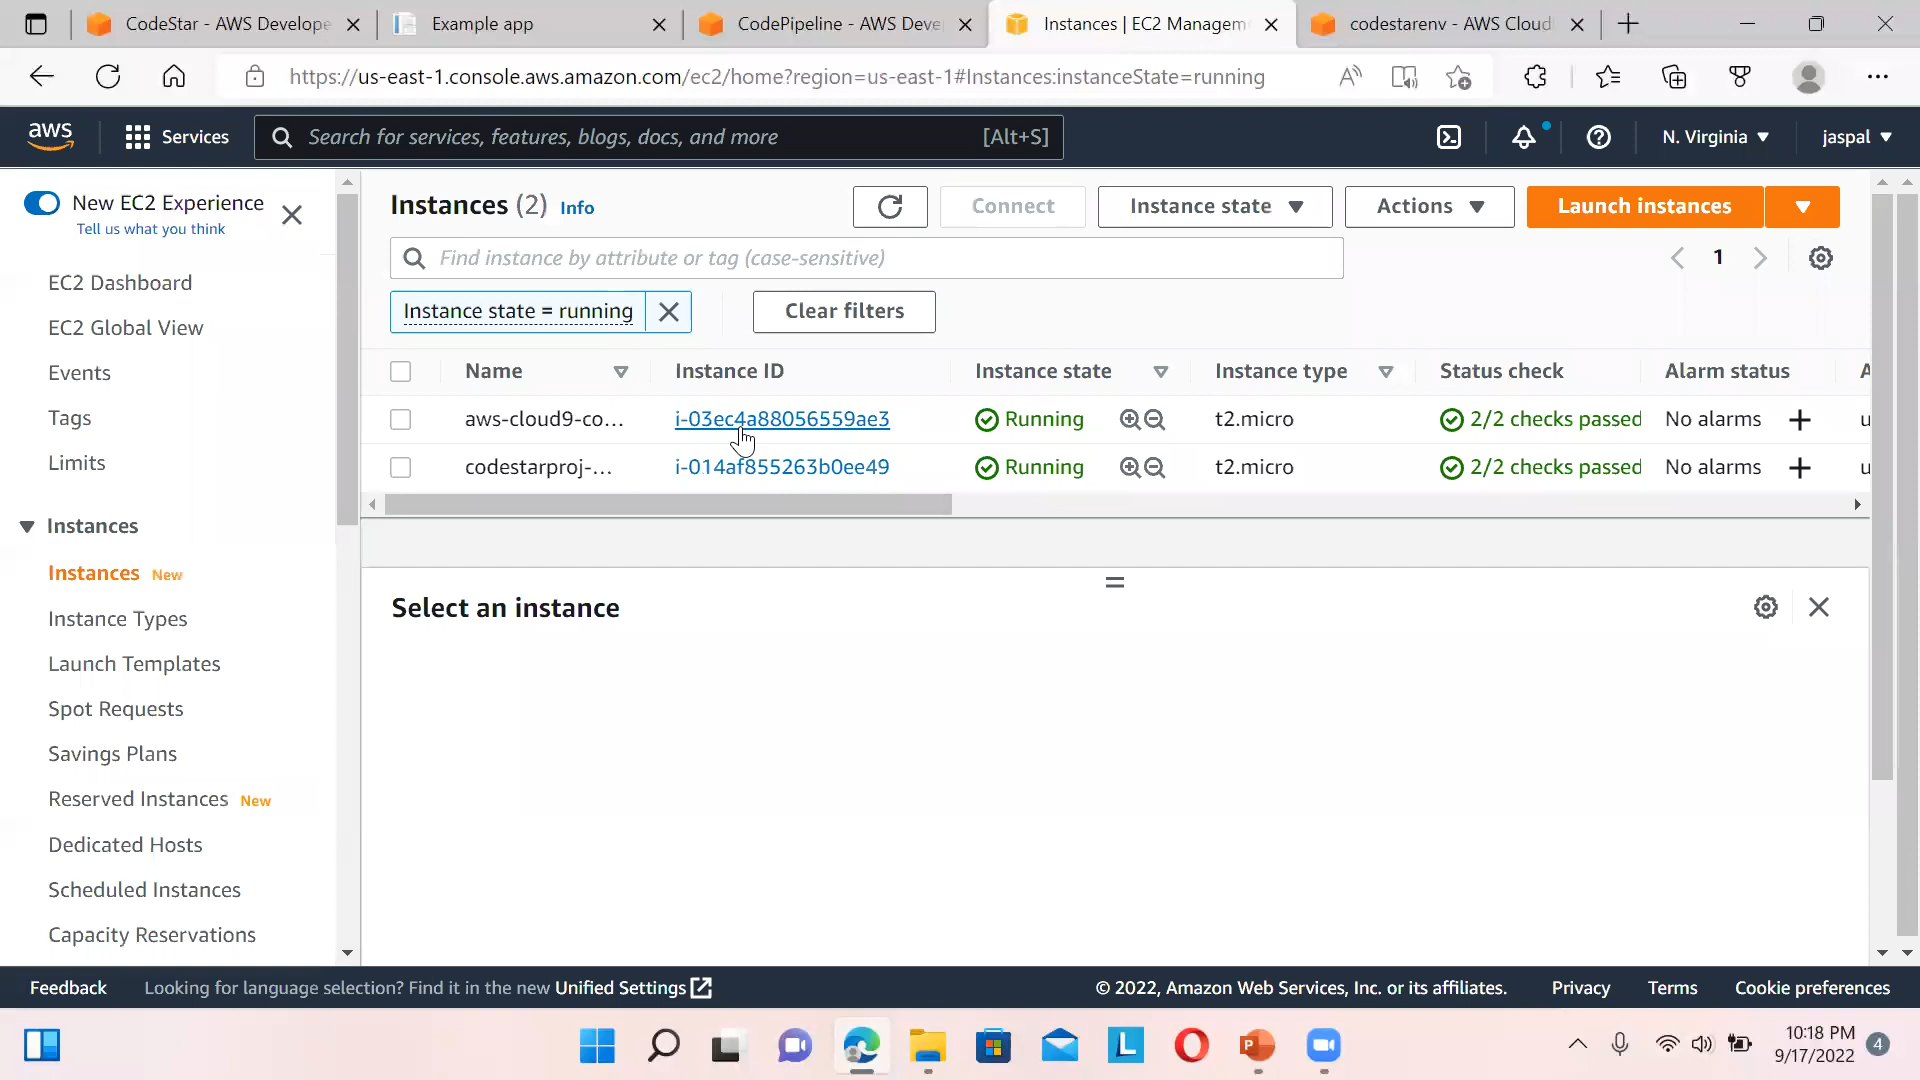 CodeStar - AWS Develope
Example app
CodePipeline - AWS Deve
Instances | EC2 Managem
codestarenv - AWS Cloud
https://us-east-1.console.aws.amazon.com/ec2/home?region=us-east-1#Instances:instanceState=running
aws
Services
Search for services, features, blogs, docs, and more
[Alt+S]
N. Virginia
jaspal
New EC2 Experience
Tell us what you think
EC2 Dashboard
EC2 Global View
Events
Tags
Limits
Instances
Instances New
Instance Types
Launch Templates
Spot Requests
Savings Plans
Reserved Instances New
Dedicated Hosts
Scheduled Instances
Capacity Reservations
Instances (2) Info
Connect
Instance state
Actions
Launch instances
Find instance by attribute or tag (case-sensitive)
1
Instance state = running
Clear filters
Name Instance ID Instance state Instance type Status check Alarm status A
aws-cloud9-co... i-03ec4a88056559ae3 Running t2.micro 2/2 checks passed No alarms u
codestarproj-... i-014af855263b0ee49 Running t2.micro 2/2 checks passed No alarms u
Select an instance
Feedback
Looking for language selection? Find it in the new Unified Settings
© 2022, Amazon Web Services, Inc. or its affiliates.
Privacy
Terms
Cookie preferences
L
P
10:18 PM
9/17/2022
4